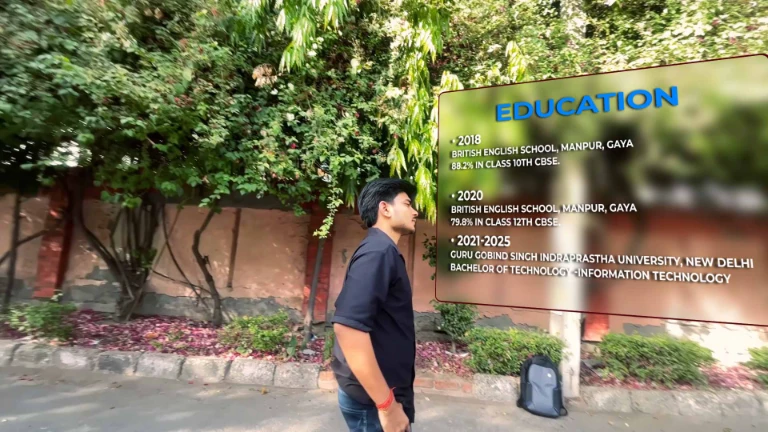 EDUCATION
• 2018
BRITISH ENGLISH SCHOOL, MANPUR, GAYA
88.2% IN CLASS 10TH CBSE.
• 2020
BRITISH ENGLISH SCHOOL, MANPUR, GAYA
79.8% IN CLASS 12TH CBSE.
• 2021-2025
GURU GOBIND SINGH INDRAPRASTHA UNIVERSITY, NEW DELHI
BACHELOR OF TECHNOLOGY -INFORMATION TECHNOLOGY